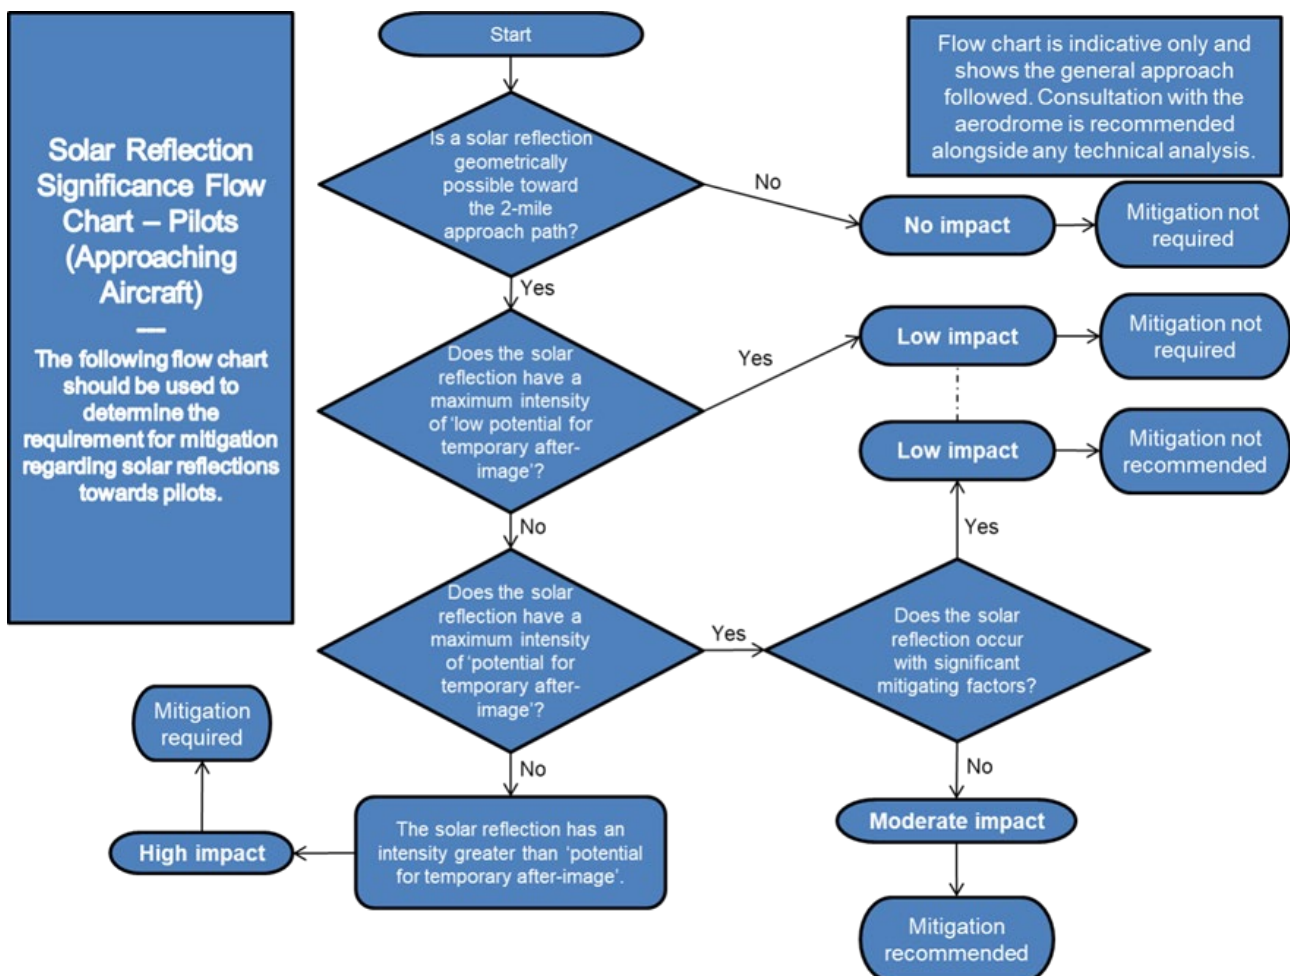 Solar Reflection
Significance Flow
Chart – Pilots
(Approaching
Aircraft)
—
The following flow chart
should be used to
determine the
requirement for mitigation
regarding solar reflections
towards pilots.
Start
Flow chart is indicative only and
shows the general approach
followed. Consultation with the
aerodrome is recommended
alongside any technical analysis.
Is a solar reflection
geometrically
possible toward
the 2-mile
approach path?
No
No impact
Mitigation not
required
Yes
Does the solar
reflection have a
maximum intensity
of ‘low potential for
temporary after-
image’?
Yes
Low impact
Mitigation not
required
Low impact
Mitigation not
recommended
No
Yes
Does the solar
reflection have a
maximum intensity
of ‘potential for
temporary after-
image’?
Yes
Does the solar
reflection occur
with significant
mitigating factors?
Mitigation
required
No
No
The solar reflection has an
intensity greater than ‘potential
for temporary after-image’.
High impact
Moderate impact
Mitigation
recommended